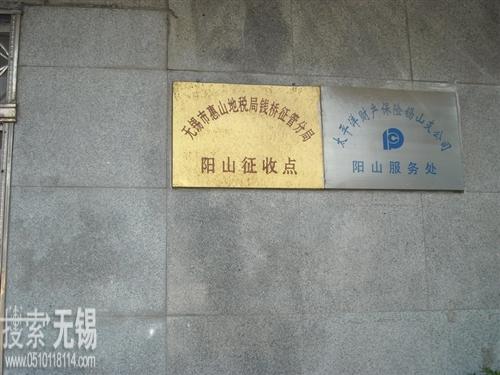 无锡市惠山地税局钱桥征管分局
阳山征收点
太平洋财产保险锡山支公司
阳山服务处
搜索无锡
www.0510118114.com